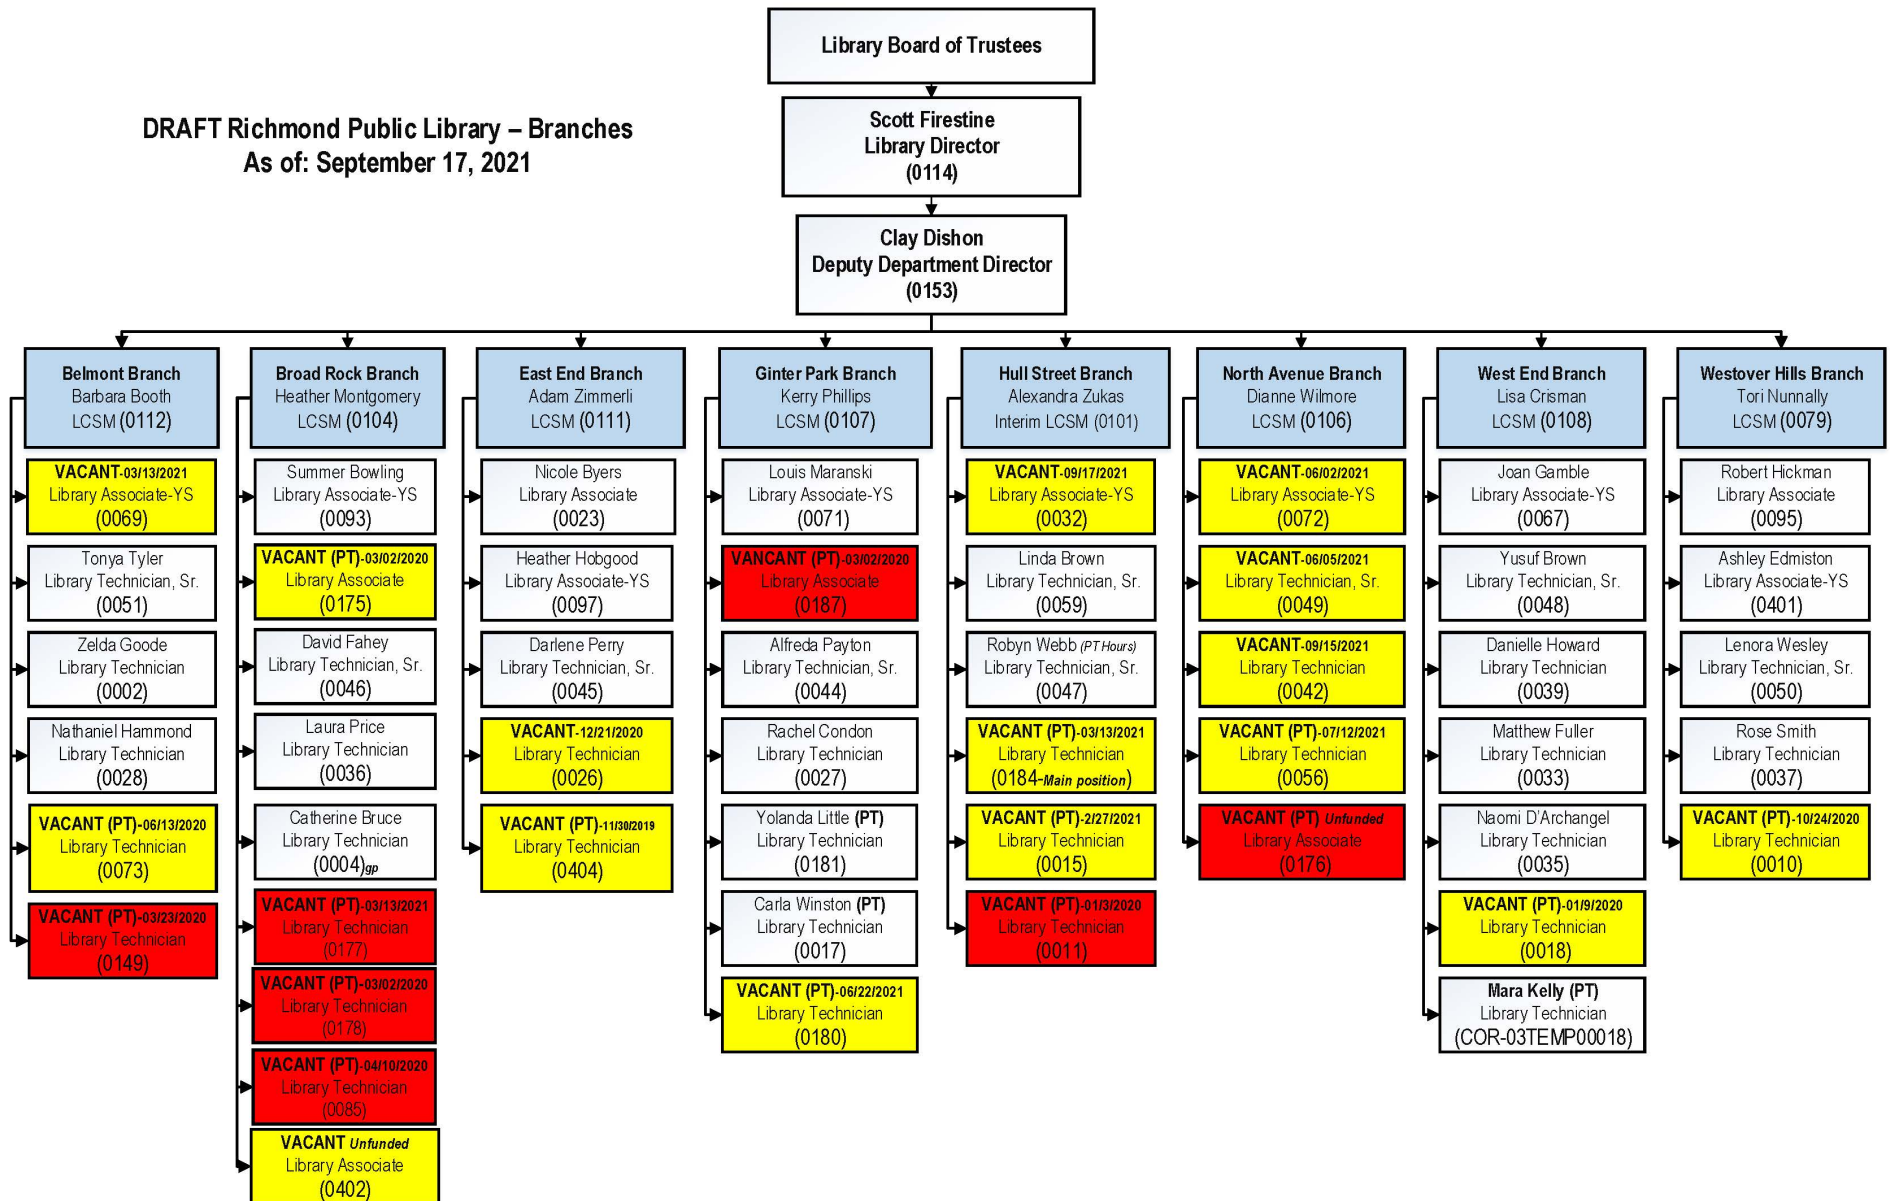 Library Board of Trustees
DRAFT Richmond Public Library – Branches
As of: September 17, 2021
Scott Firestine
Library Director
(0114)
Clay Dishon
Deputy Department Director
(0153)
Belmont Branch
Barbara Booth
LCSM (0112)
VACANT-03/13/2021
Library Associate-YS
(0069)
Tonya Tyler
Library Technician, Sr.
(0051)
Zelda Goode
Library Technician
(0002)
Nathaniel Hammond
Library Technician
(0028)
VACANT (PT)-06/13/2020
Library Technician
(0073)
VACANT (PT)-03/23/2020
Library Technician
(0149)
Broad Rock Branch
Heather Montgomery
LCSM (0104)
Summer Bowling
Library Associate-YS
(0093)
VACANT (PT)-03/02/2020
Library Associate
(0175)
David Fahey
Library Technician, Sr.
(0046)
Laura Price
Library Technician
(0036)
Catherine Bruce
Library Technician
(0004)gp
VACANT (PT)-03/13/2021
Library Technician
(0177)
VACANT (PT)-03/02/2020
Library Technician
(0178)
VACANT (PT)-04/10/2020
Library Technician
(0085)
VACANT Unfunded
Library Associate
(0402)
East End Branch
Adam Zimmerli
LCSM (0111)
Nicole Byers
Library Associate
(0023)
Heather Hobgood
Library Associate-YS
(0097)
Darlene Perry
Library Technician, Sr.
(0045)
VACANT-12/21/2020
Library Technician
(0026)
VACANT (PT)-11/30/2019
Library Technician
(0404)
Ginter Park Branch
Kerry Phillips
LCSM (0107)
Louis Maranski
Library Associate-YS
(0071)
VANCANT (PT)-03/02/2020
Library Associate
(0187)
Alfreda Payton
Library Technician, Sr.
(0044)
Rachel Condon
Library Technician
(0027)
Yolanda Little (PT)
Library Technician
(0181)
Carla Winston (PT)
Library Technician
(0017)
VACANT (PT)-06/22/2021
Library Technician
(0180)
Hull Street Branch
Alexandra Zukas
Interim LCSM (0101)
VACANT-09/17/2021
Library Associate-YS
(0032)
Linda Brown
Library Technician, Sr.
(0059)
Robyn Webb (PT Hours)
Library Technician, Sr.
(0047)
VACANT (PT)-03/13/2021
Library Technician
(0184-Main position)
VACANT (PT)-2/27/2021
Library Technician
(0015)
VACANT (PT)-01/3/2020
Library Technician
(0011)
North Avenue Branch
Dianne Wilmore
LCSM (0106)
VACANT-06/02/2021
Library Associate-YS
(0072)
VACANT-06/05/2021
Library Technician, Sr.
(0049)
VACANT-09/15/2021
Library Technician
(0042)
VACANT (PT)-07/12/2021
Library Technician
(0056)
VACANT (PT) Unfunded
Library Associate
(0176)
West End Branch
Lisa Crisman
LCSM (0108)
Joan Gamble
Library Associate-YS
(0067)
Yusuf Brown
Library Technician, Sr.
(0048)
Danielle Howard
Library Technician
(0039)
Matthew Fuller
Library Technician
(0033)
Naomi D'Archangel
Library Technician
(0035)
VACANT (PT)-01/9/2020
Library Technician
(0018)
Mara Kelly (PT)
Library Technician
(COR-03TEMP00018)
Westover Hills Branch
Tori Nunnally
LCSM (0079)
Robert Hickman
Library Associate
(0095)
Ashley Edmiston
Library Associate-YS
(0401)
Lenora Wesley
Library Technician, Sr.
(0050)
Rose Smith
Library Technician
(0037)
VACANT (PT)-10/24/2020
Library Technician
(0010)